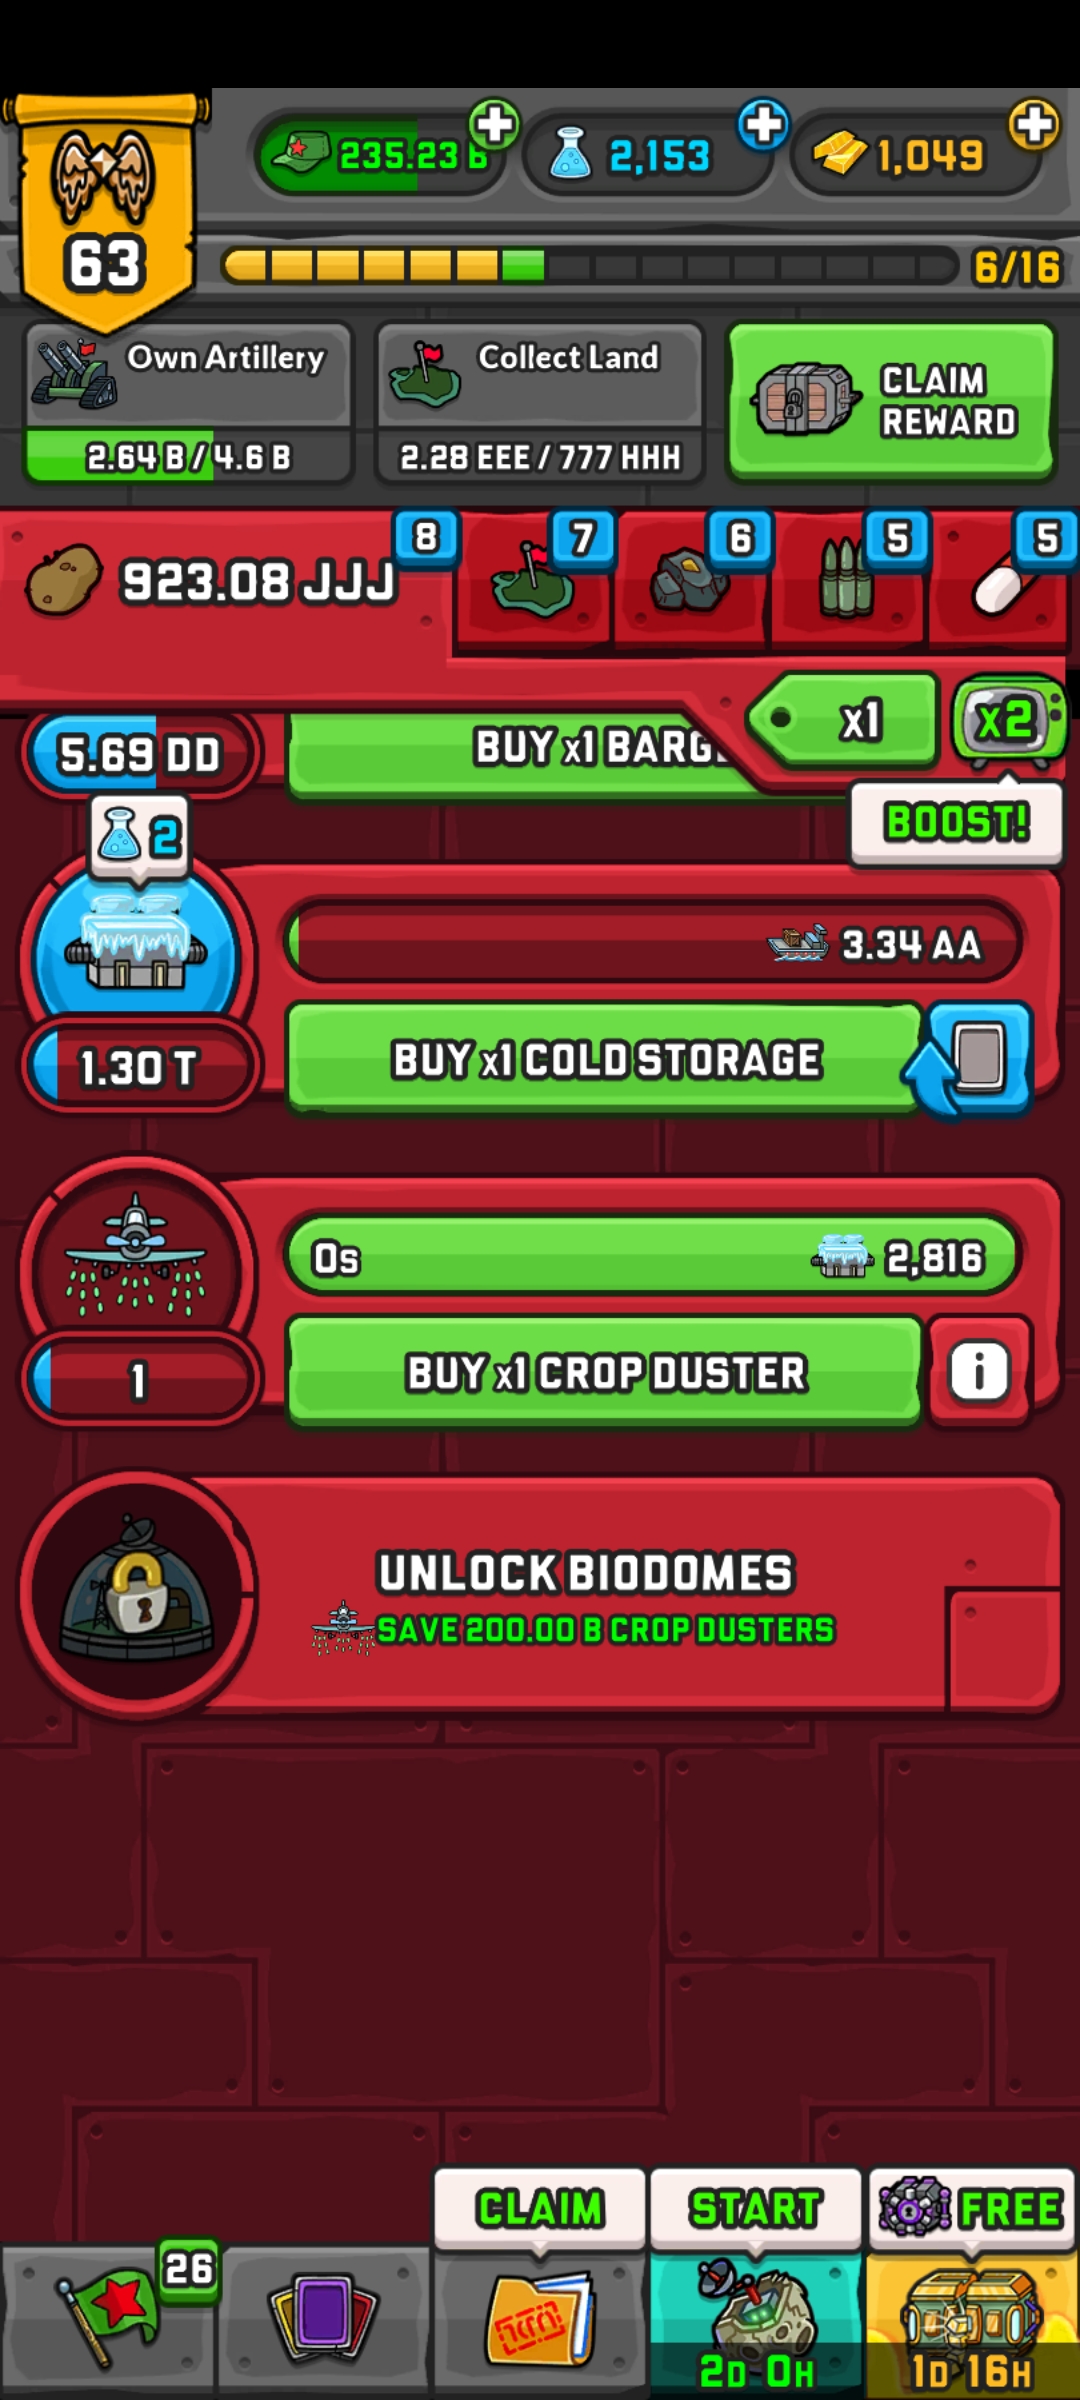 235.23 B
2,153
1,049
63
6/16
Own Artillery
2.64 B / 4.6 B
Collect Land
2.28 EEE / 777 HHH
CLAIM
REWARD
923.08 JJJ
8
7
6
5
5
x1
x2
BOOST!
5.69 DD
BUY x1 BARG
2
3.34 AA
1.30 T
BUY x1 COLD STORAGE
0s
2,816
1
BUY x1 CROP DUSTER
i
UNLOCK BIODOMES
SAVE 200.00 B CROP DUSTERS
CLAIM
START
FREE
26
2D 0H
1D 16H